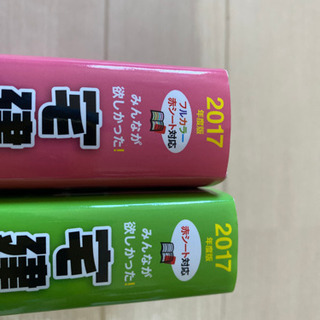 2017
年度版
フルカラー
赤シート対応
みんなが
欲しかった!
宅建
2017
年度版
赤シート対応
みんなが
欲しかった!
宅建